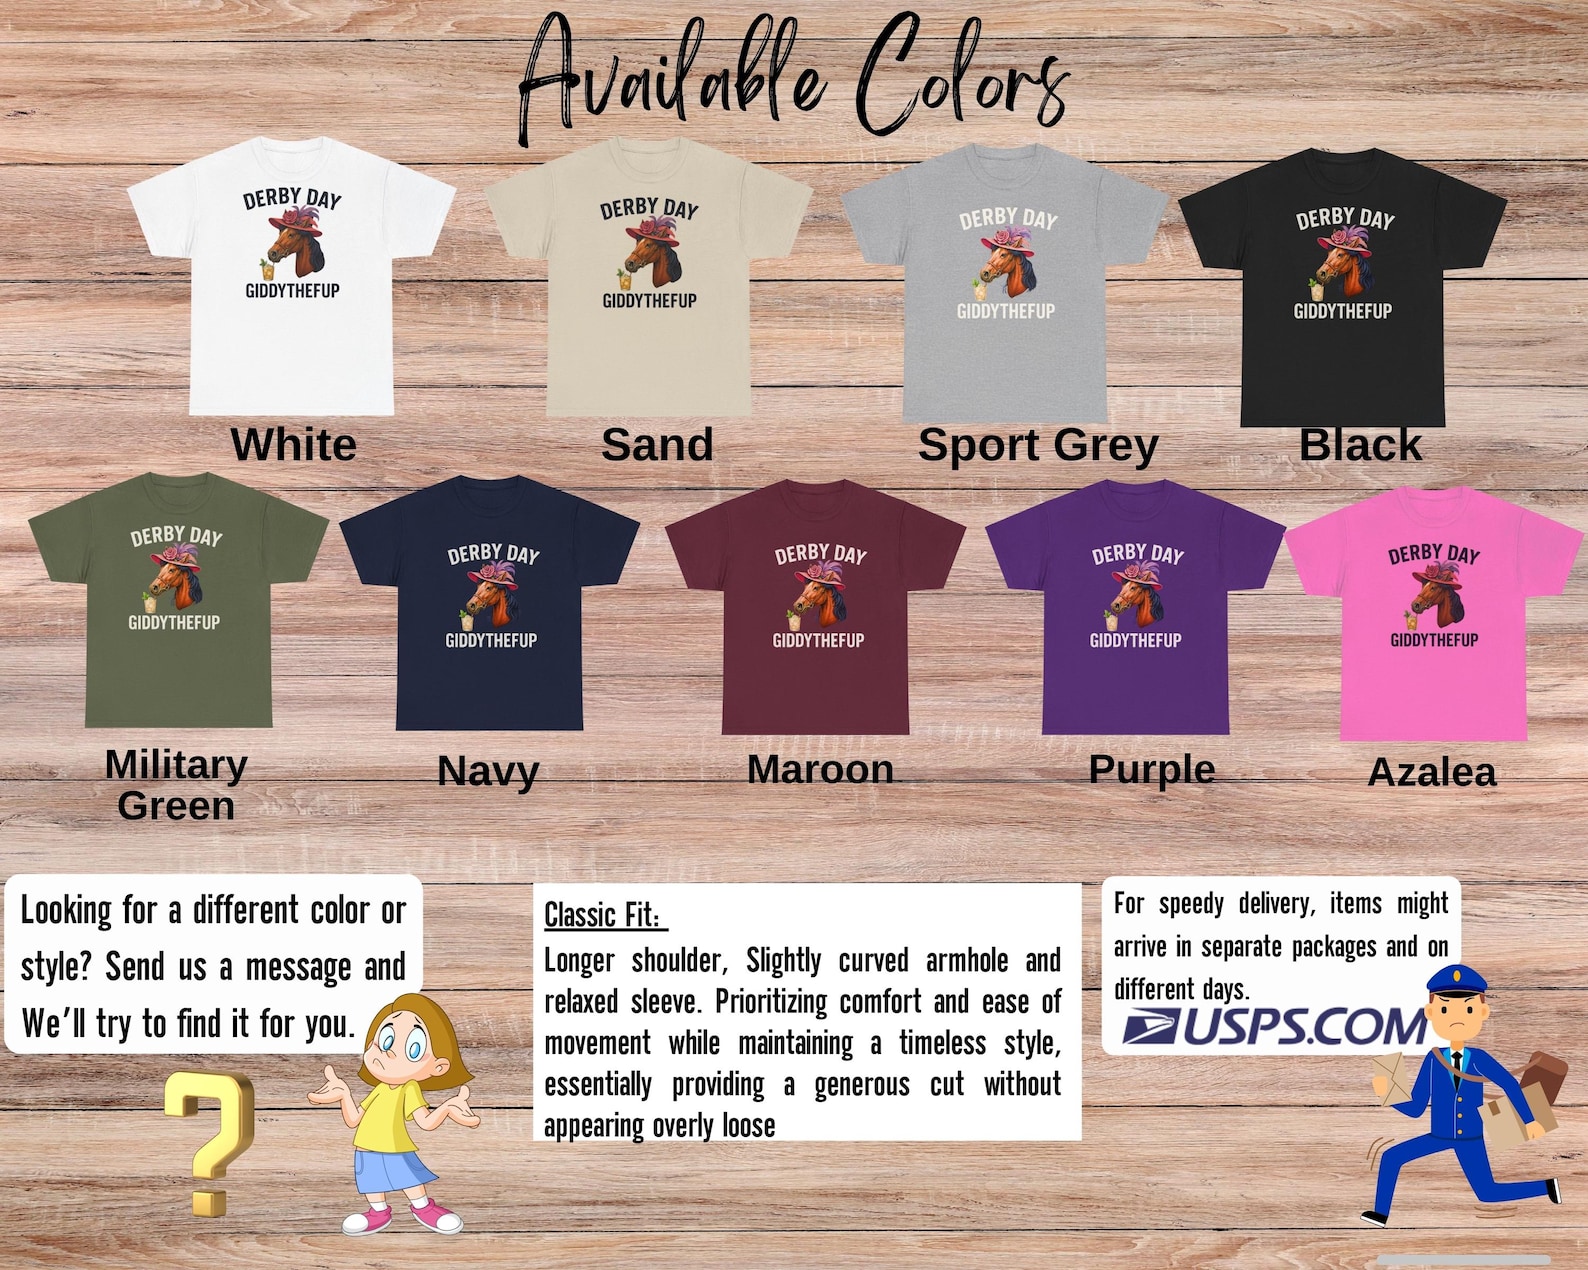 Available Colors
DERBY DAY
GIDDYTHEFUP
White
DERBY DAY
GIDDYTHEFUP
Sand
DERBY DAY
GIDDYTHEFUP
Sport Grey
DERBY DAY
GIDDYTHEFUP
Black
DERBY DAY
GIDDYTHEFUP
Military
Green
DERBY DAY
GIDDYTHEFUP
Navy
DERBY DAY
GIDDYTHEFUP
Maroon
DERBY DAY
GIDDYTHEFUP
Purple
DERBY DAY
GIDDYTHEFUP
Azalea
Looking for a different color or
style? Send us a message and
We'll try to find it for you.
Classic Fit:
Longer shoulder, Slightly curved armhole and
relaxed sleeve. Prioritizing comfort and ease of
movement while maintaining a timeless style,
essentially providing a generous cut without
appearing overly loose
For speedy delivery, items might
arrive in separate packages and on
different days.
USPS.COM